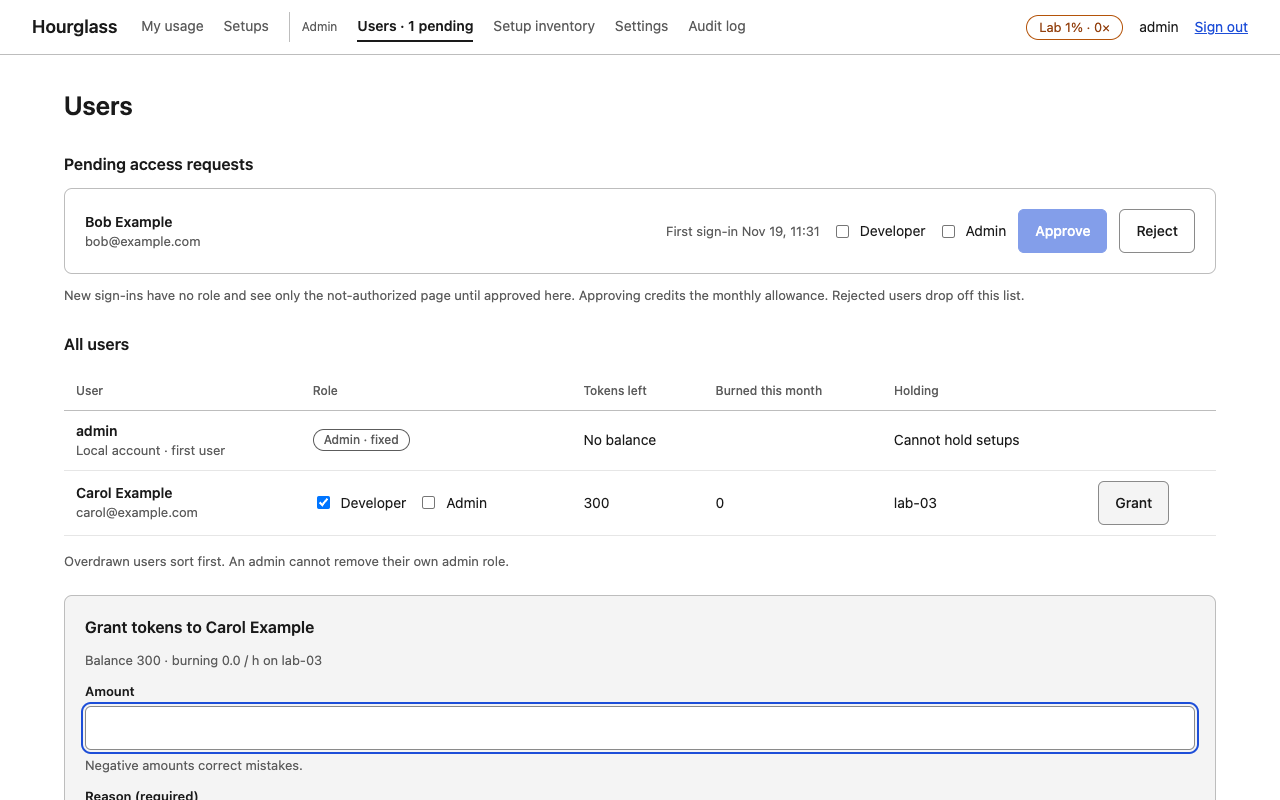 Hourglass My usage Setups Admin Users · 1 pending Setup inventory Settings Audit log Lab 1% · 0× admin Sign out
Users
Pending access requests
Bob Example
bob@example.com
First sign-in Nov 19, 11:31 Developer Admin Approve Reject
New sign-ins have no role and see only the not-authorized page until approved here. Approving credits the monthly allowance. Rejected users drop off this list.
All users
User Role Tokens left Burned this month Holding
admin
Local account · first user
Admin · fixed No balance Cannot hold setups
Carol Example
carol@example.com
Developer Admin 300 0 lab-03 Grant
Overdrawn users sort first. An admin cannot remove their own admin role.
Grant tokens to Carol Example
Balance 300 · burning 0.0 / h on lab-03
Amount
Negative amounts correct mistakes.
Reason (required)